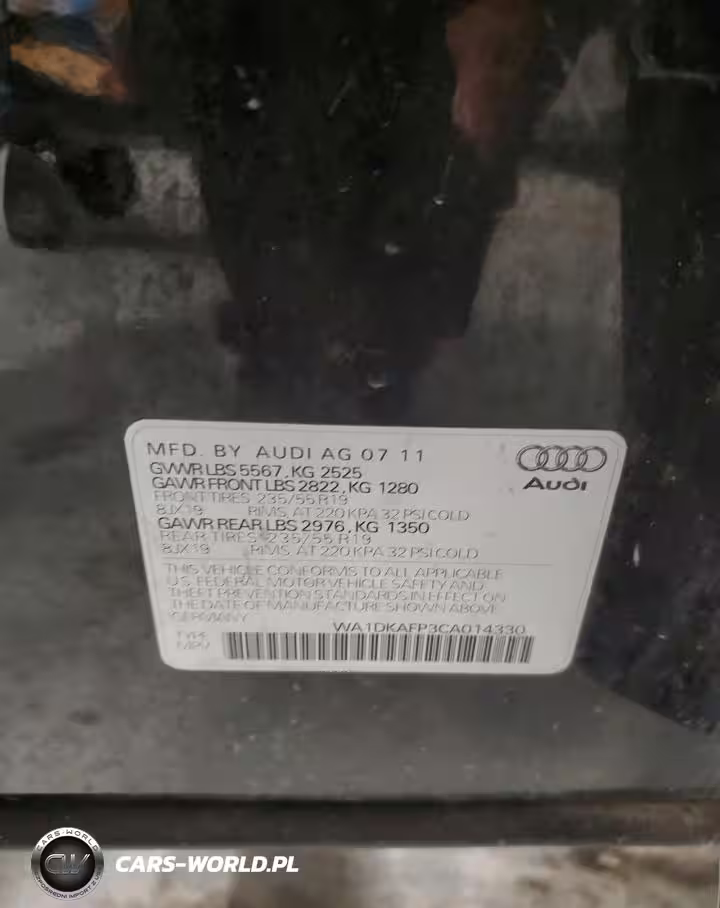 MFD. BY AUDI AG 07 11
GVWR LBS 5567, KG 2525
GAWR FRONT LBS 2822, KG 1280
FRONT TIRES 235/55 R19
8JX19 RIMS, AT 220 KPA 32 PSI COLD
GAWR REAR LBS 2976, KG 1350
REAR TIRES 235/55 R19
8JX19 RIMS, AT 220 KPA 32 PSI COLD
THIS VEHICLE CONFORMS TO ALL APPLICABLE
U.S. FEDERAL MOTOR VEHICLE SAFETY AND
THEFT PREVENTION STANDARDS IN EFFECT ON
THE DATE OF MANUFACTURE SHOWN ABOVE
GERMANY
WA1DKAFP3CA014330
TYPE
MPV
Audi
CARS-WORLD
CW
CARS-WORLD.PL